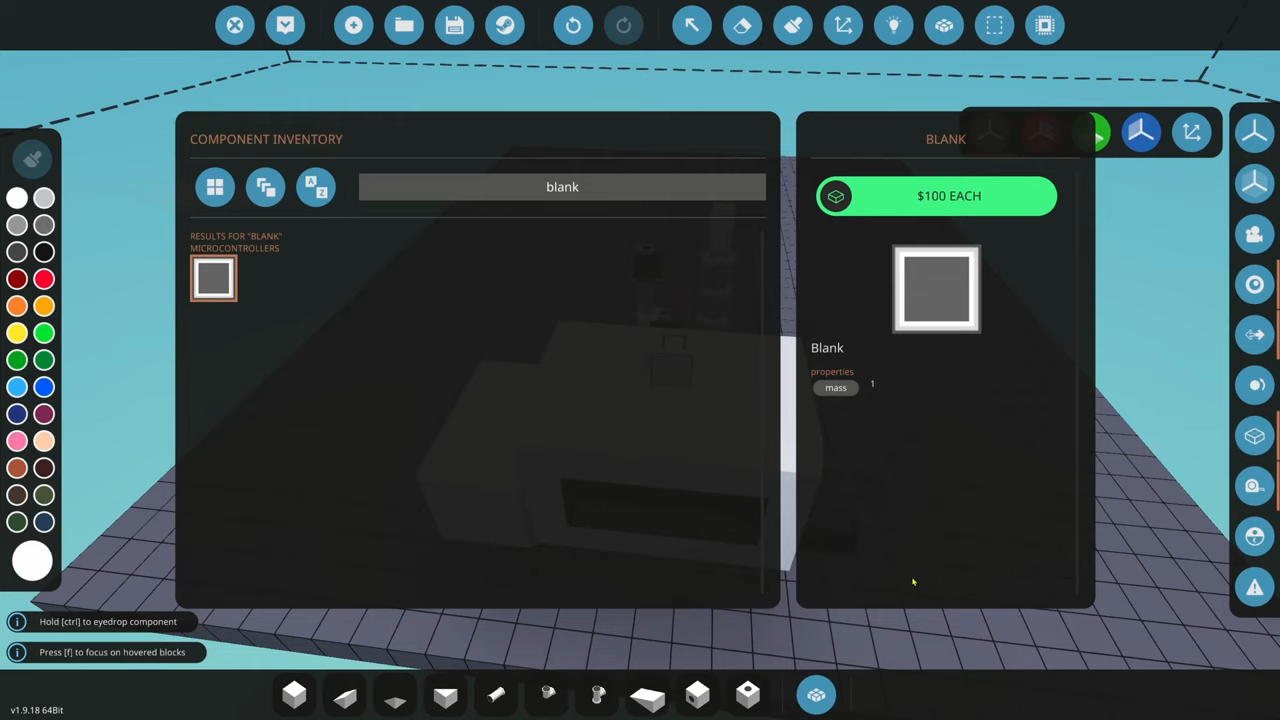 COMPONENT INVENTORY
blank
RESULTS FOR "BLANK"
MICROCONTROLLERS
BLANK
$100 EACH
Blank
properties
mass 1
Hold [ctrl] to eyedrop component
Press [f] to focus on hovered blocks
v1.9.18 64Bit